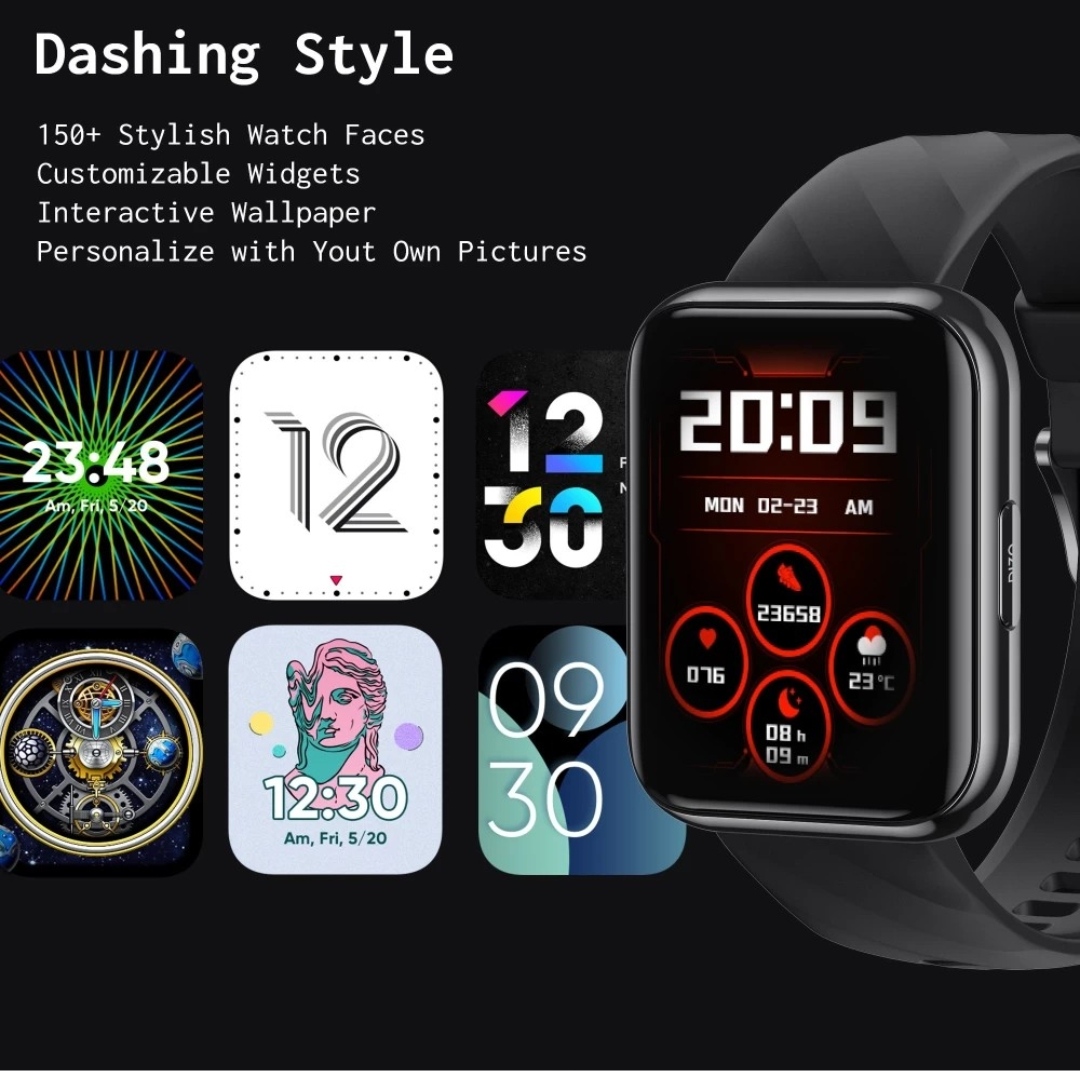 Dashing Style
150+ Stylish Watch Faces
Customizable Widgets
Interactive Wallpaper
Personalize with Yout Own Pictures
23:48
Am, Fri, 5/20
12
12
30
20:09
MON 02-23 AM
23658
076
23°C
08 h
09 m
DIZO
12:30
Am, Fri, 5/20
09
30